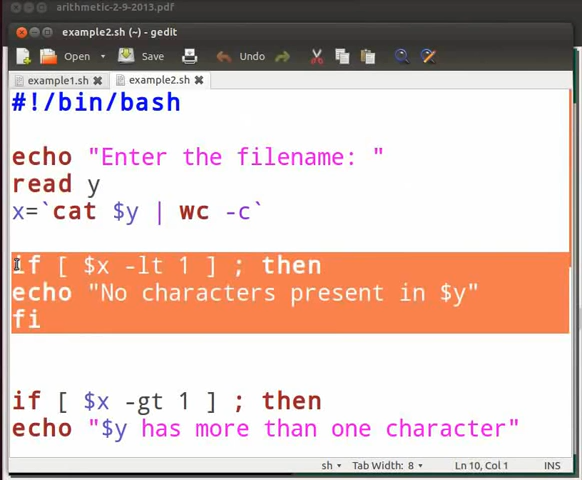 arithmetic-2-9-2013.pdf
example2.sh (~) - gedit
Open Save Undo
example1.sh example2.sh
#!/bin/bash
echo "Enter the filename: "
read y
x=`cat $y | wc -c`
if [ $x -lt 1 ] ; then
echo "No characters present in $y"
fi
if [ $x -gt 1 ] ; then
echo "$y has more than one character"
sh Tab Width: 8 Ln 10, Col 1 INS